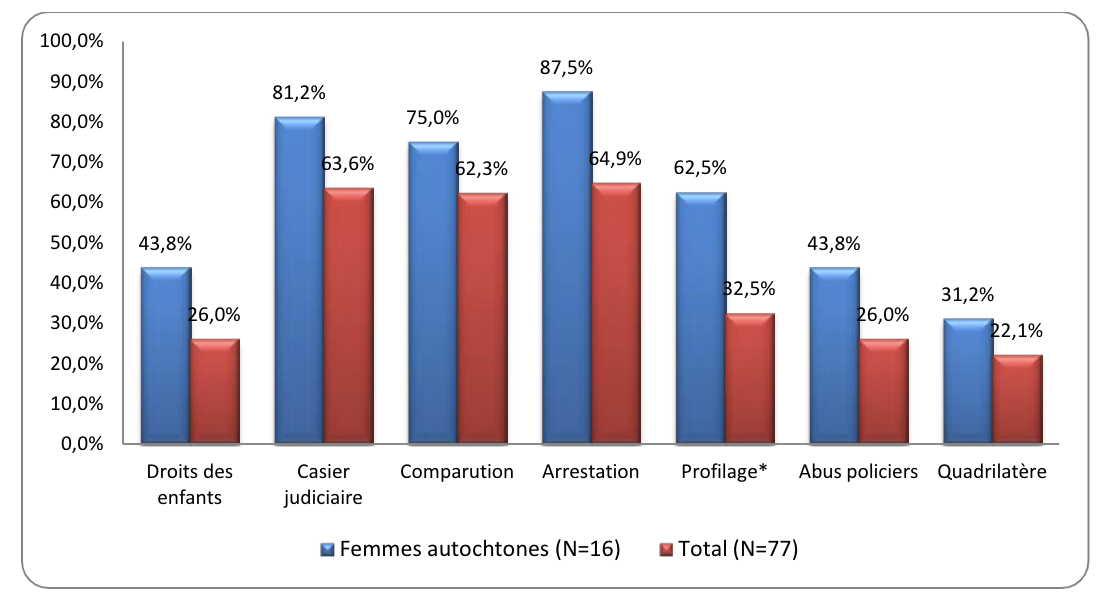 100,0%
90,0%
80,0%
70,0%
60,0%
50,0%
40,0%
30,0%
20,0%
10,0%
0,0%
43,8%
26,0%
81,2%
63,6%
75,0%
62,3%
87,5%
64,9%
62,5%
32,5%
43,8%
26,0%
31,2%
22,1%
Droits des
enfants
Casier
judiciaire
Comparution
Arrestation
Profilage*
Abus policiers
Quadrilatère
Femmes autochtones (N=16)
Total (N=77)